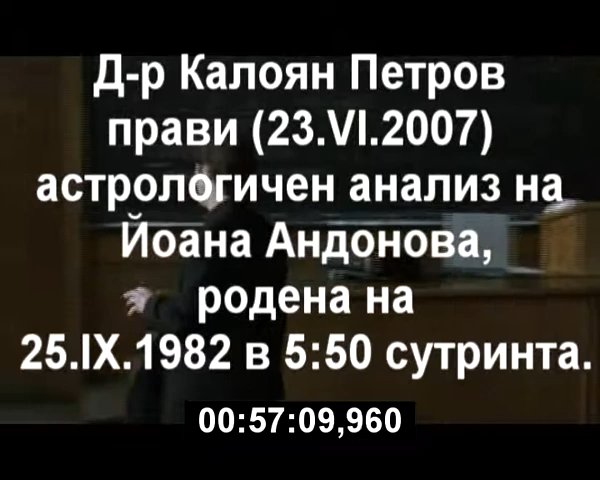 Д-р Калоян Петров
прави (23.VI.2007)
астрологичен анализ на
Йоана Андонова,
родена на
25.IX.1982 в 5:50 сутринта.
00:57:09,960